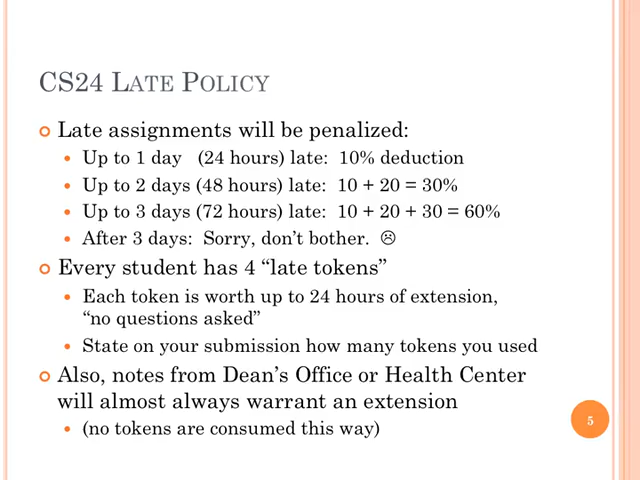 CS24 LATE POLICY
Late assignments will be penalized:
Up to 1 day (24 hours) late: 10% deduction
Up to 2 days (48 hours) late: 10 + 20 = 30%
Up to 3 days (72 hours) late: 10 + 20 + 30 = 60%
After 3 days: Sorry, don’t bother. ☹
Every student has 4 “late tokens”
Each token is worth up to 24 hours of extension,
“no questions asked”
State on your submission how many tokens you used
Also, notes from Dean’s Office or Health Center
will almost always warrant an extension
(no tokens are consumed this way)
5